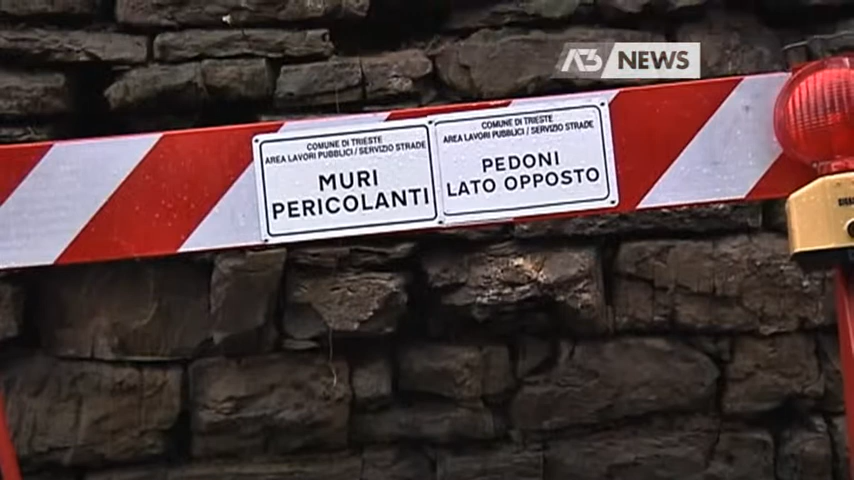 A3 NEWS
COMUNE DI TRIESTE
AREA LAVORI PUBBLICI / SERVIZIO STRADE
MURI
PERICOLANTI
COMUNE DI TRIESTE
AREA LAVORI PUBBLICI / SERVIZIO STRADE
PEDONI
LATO OPPOSTO